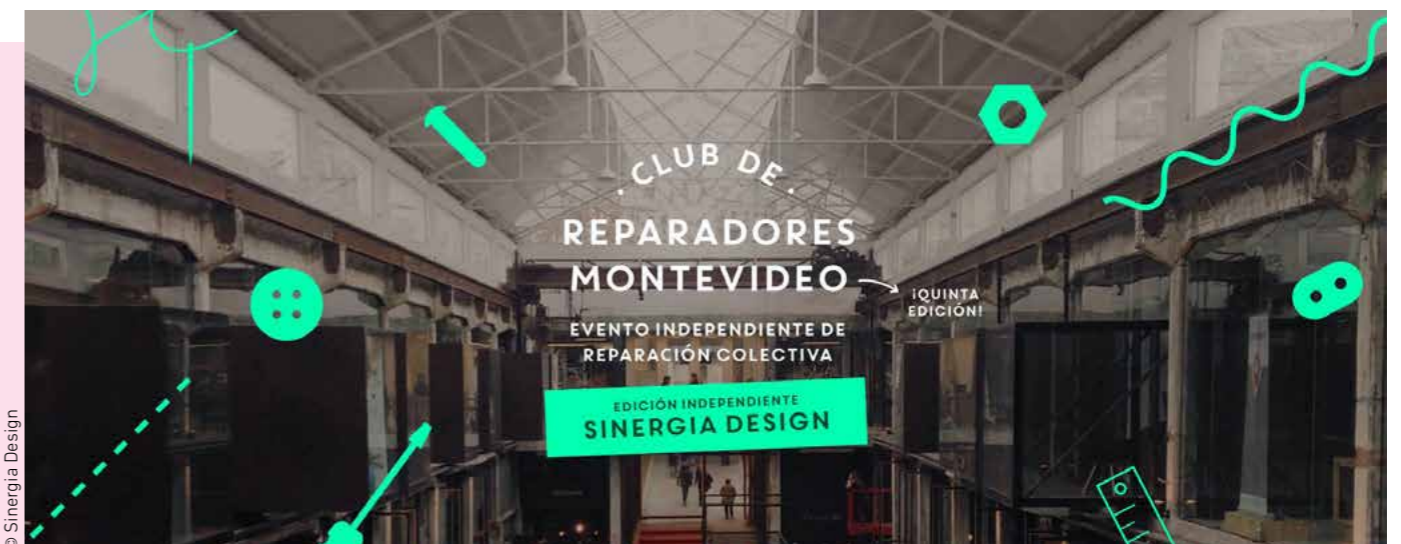 . CLUB DE .
REPARADORES
MONTEVIDEO
¡QUINTA
EDICIÓN!
EVENTO INDEPENDIENTE DE
REPARACIÓN COLECTIVA
EDICIÓN INDEPENDIENTE
SINERGIA DESIGN
© Sinergia Design